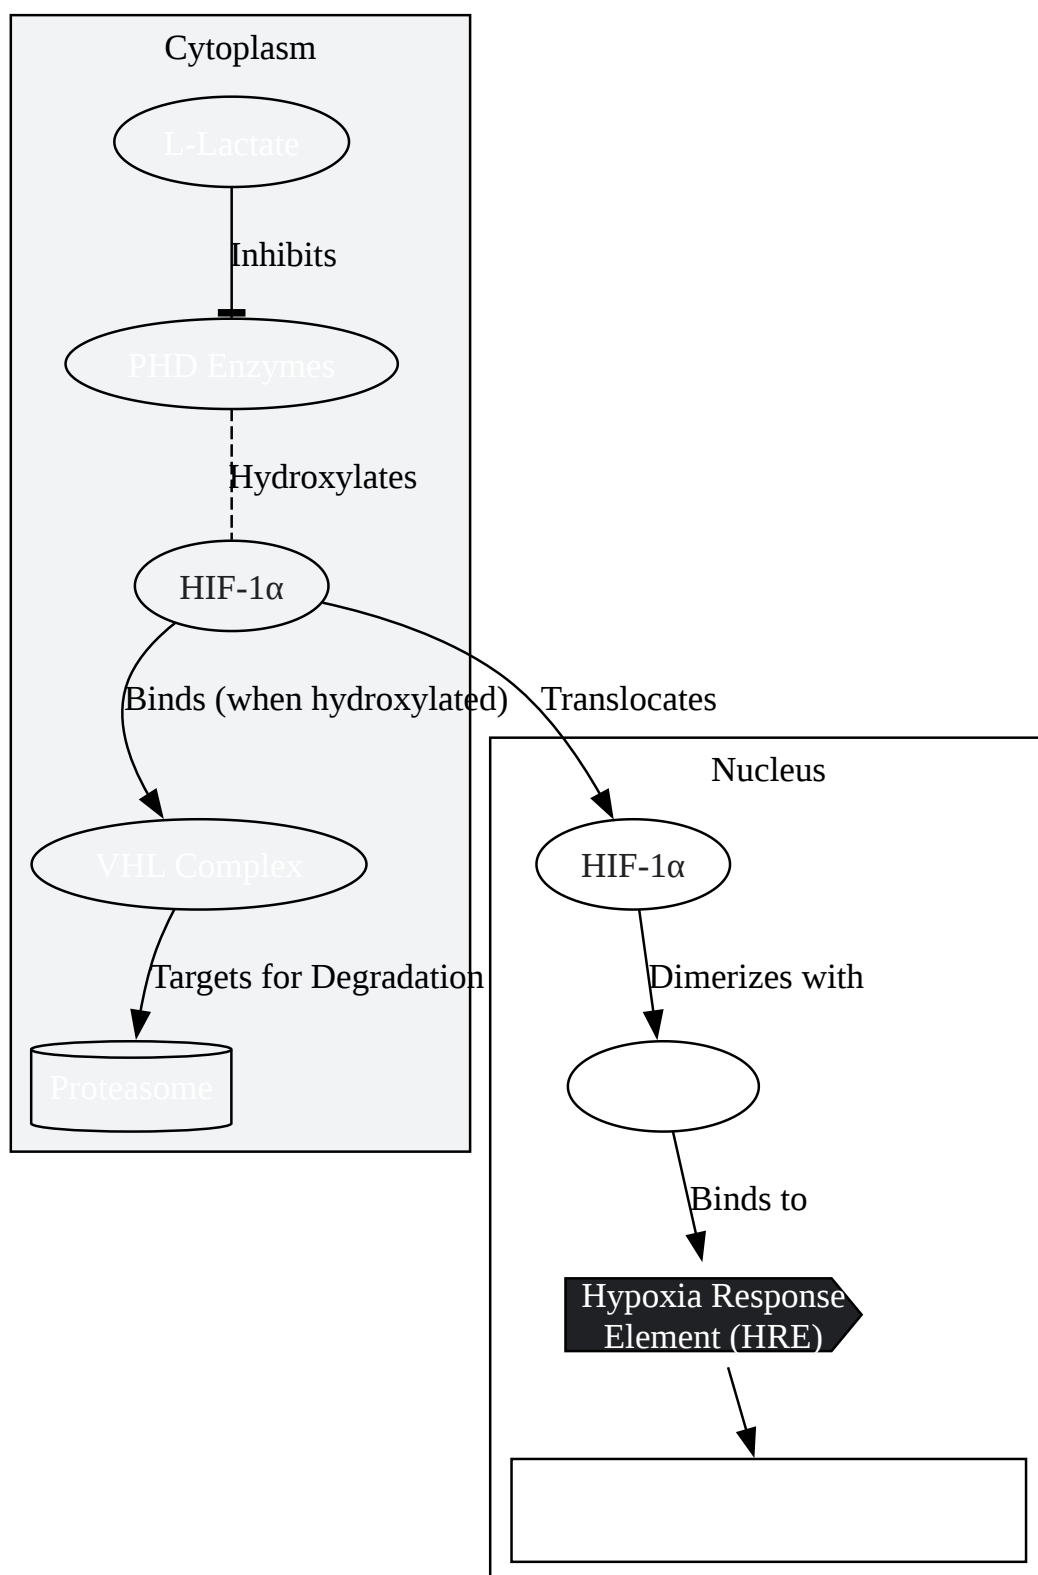 Cytoplasm
L-Lactate
Inhibits
PHD Enzymes
Hydroxylates
HIF-1α
Binds (when hydroxylated)
Translocates
Nucleus
VHL Complex
HIF-1α
Targets for Degradation
Dimerizes with
Proteasome
Binds to
Hypoxia Response
Element (HRE)